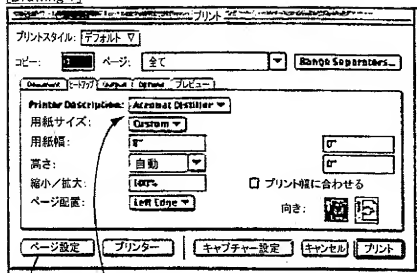 [Drawing 1]
プリント
プリントスタイル: デフォルト
コピー: ページ: 全て Range Separators...
Document セットアップ Output Options プレビュー
Printer Description: Acrobat Distiller
用紙サイズ: Custom
用紙幅: 0"
高さ: 自動 0"
縮小/拡大: 100% プリント幅に合わせる
ページ配置: Left Edge 向き:
ページ設定 プリンター キャプチャー設定 キャンセル プリント